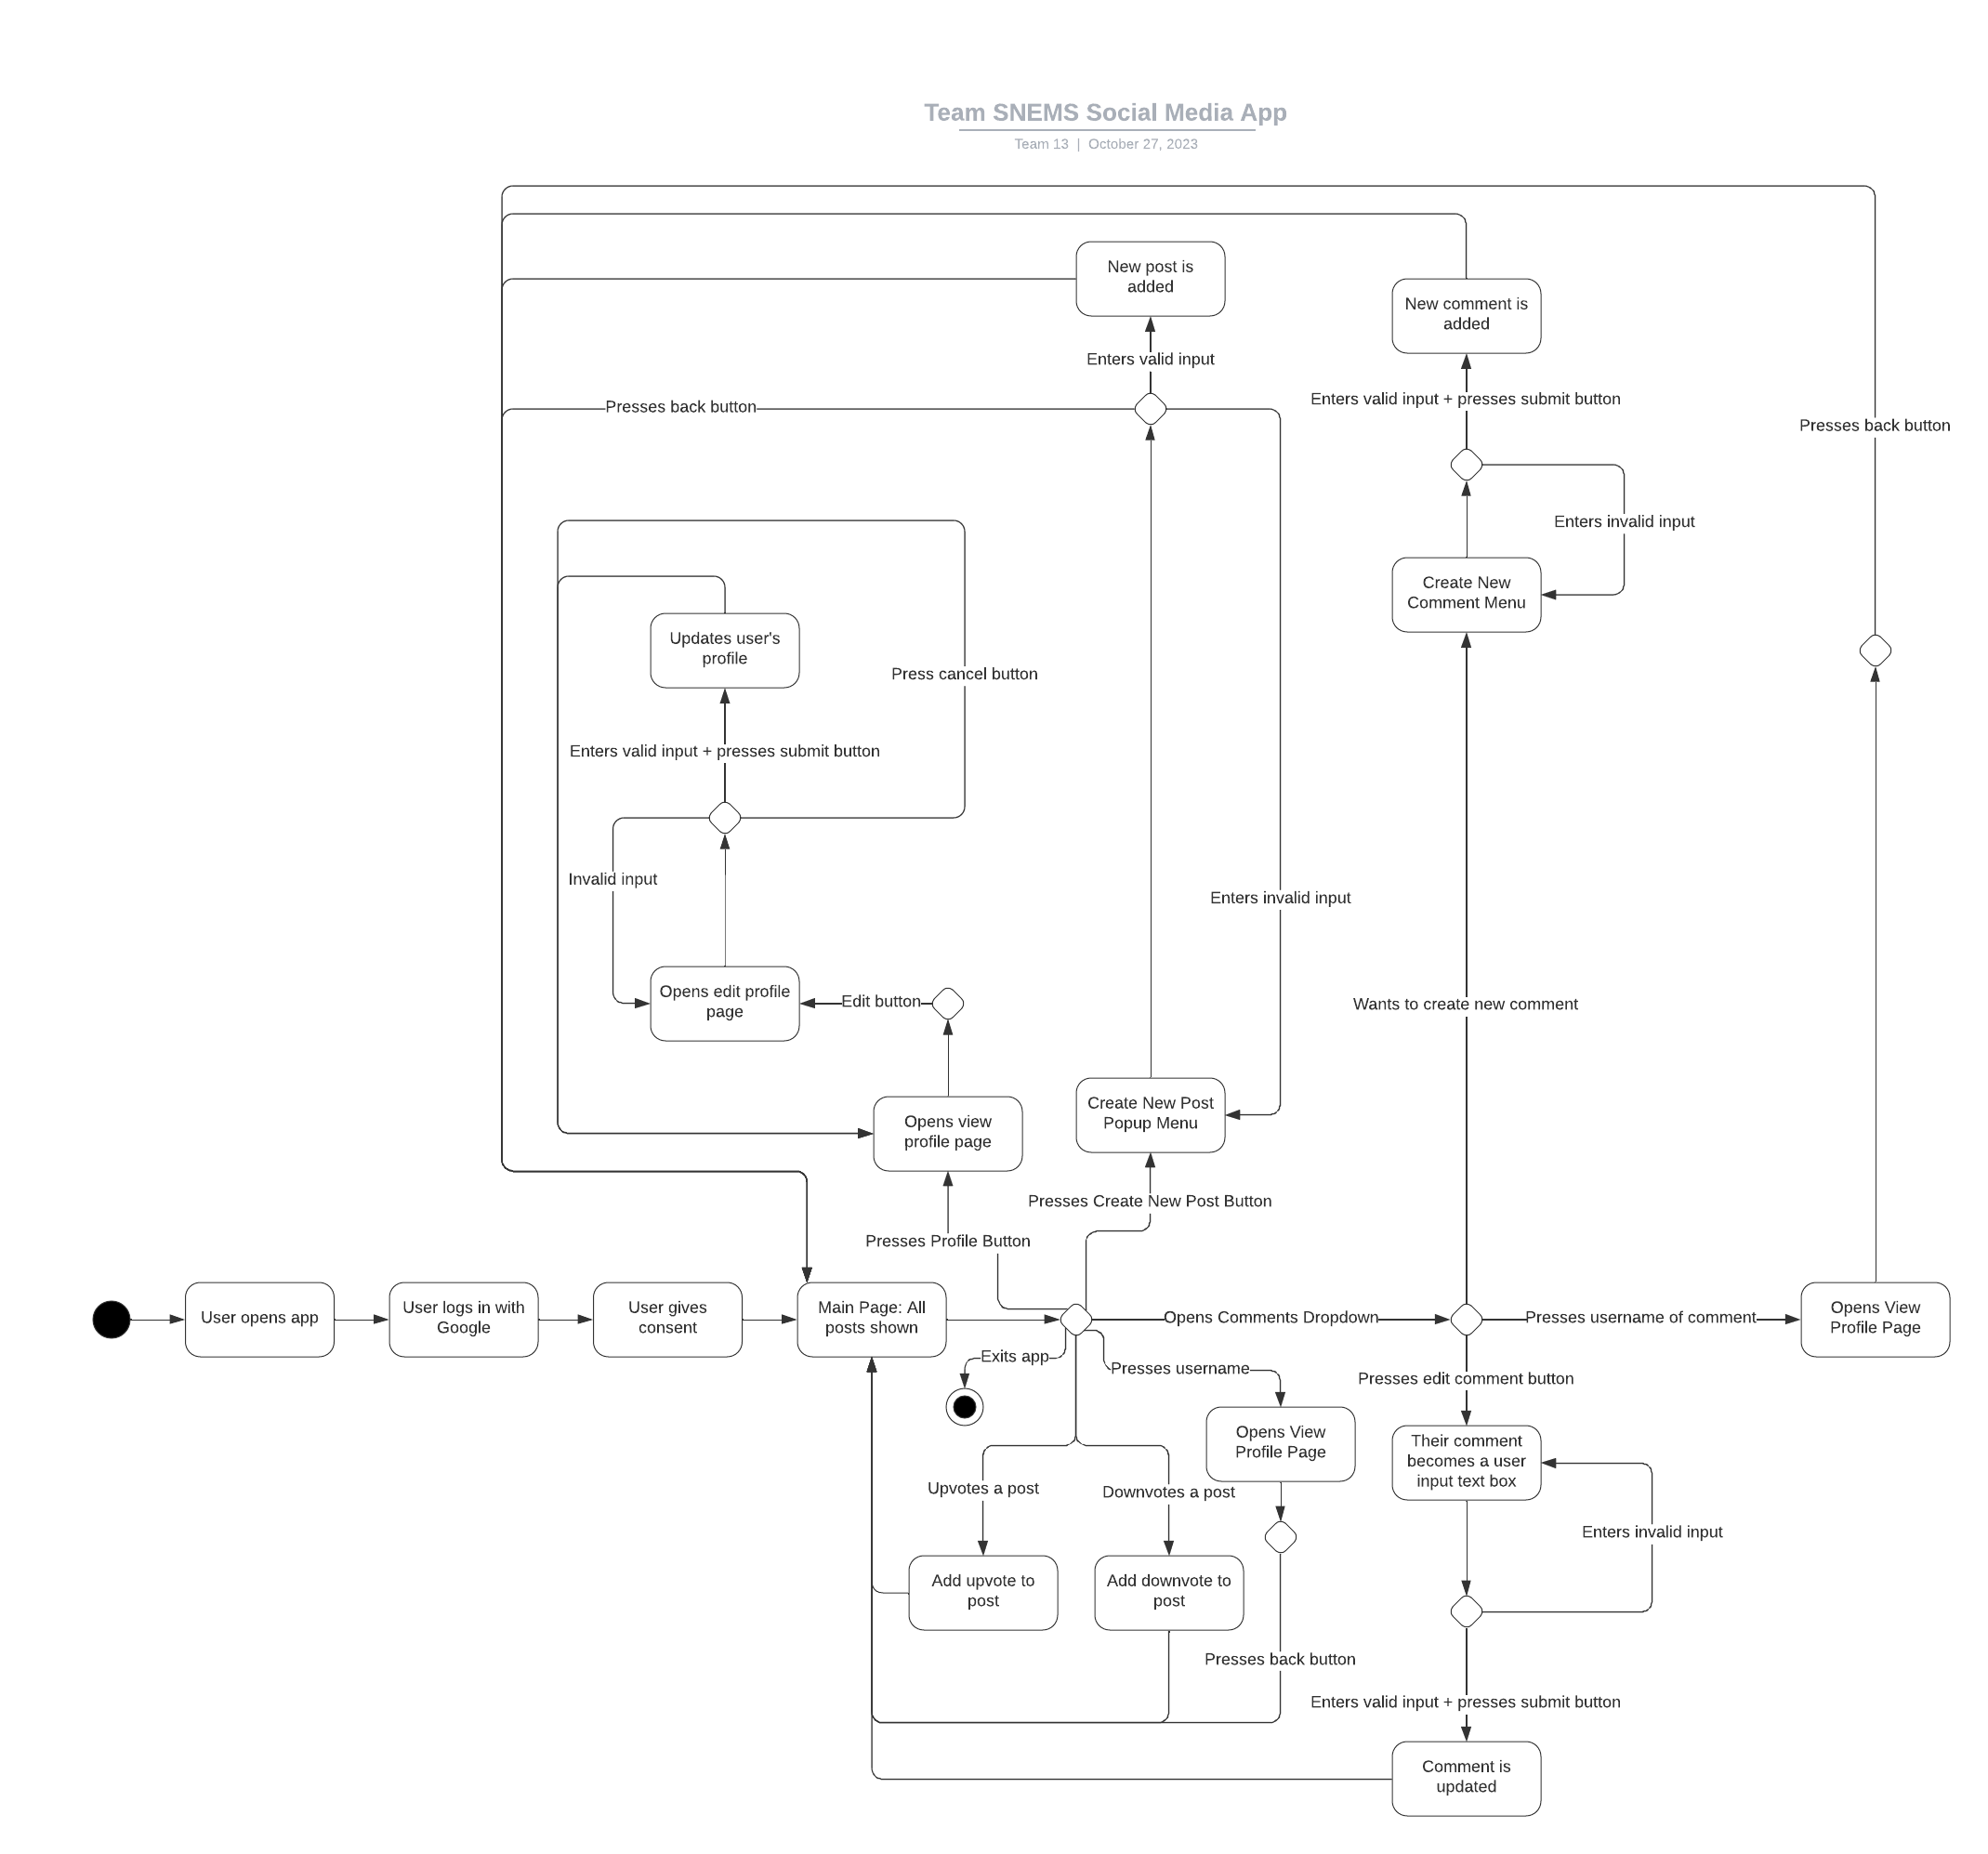 Team SNEMS Social Media App
Team 13 | October 27, 2023
New post is
added
New comment is
added
Enters valid input
Enters valid input + presses submit button
Presses back button
Presses back button
Enters invalid input
Create New
Comment Menu
Updates user's
profile
Press cancel button
Enters valid input + presses submit button
Invalid input
Enters invalid input
Opens edit profile
page
Edit button
Wants to create new comment
Opens view
profile page
Create New Post
Popup Menu
Presses Create New Post Button
Presses Profile Button
User opens app
User logs in with
Google
User gives
consent
Main Page: All
posts shown
Opens Comments Dropdown
Presses username of comment
Opens View
Profile Page
Exits app
Presses username
Presses edit comment button
Opens View
Profile Page
Their comment
becomes a user
input text box
Upvotes a post
Downvotes a post
Enters invalid input
Add upvote to
post
Add downvote to
post
Presses back button
Enters valid input + presses submit button
Comment is
updated